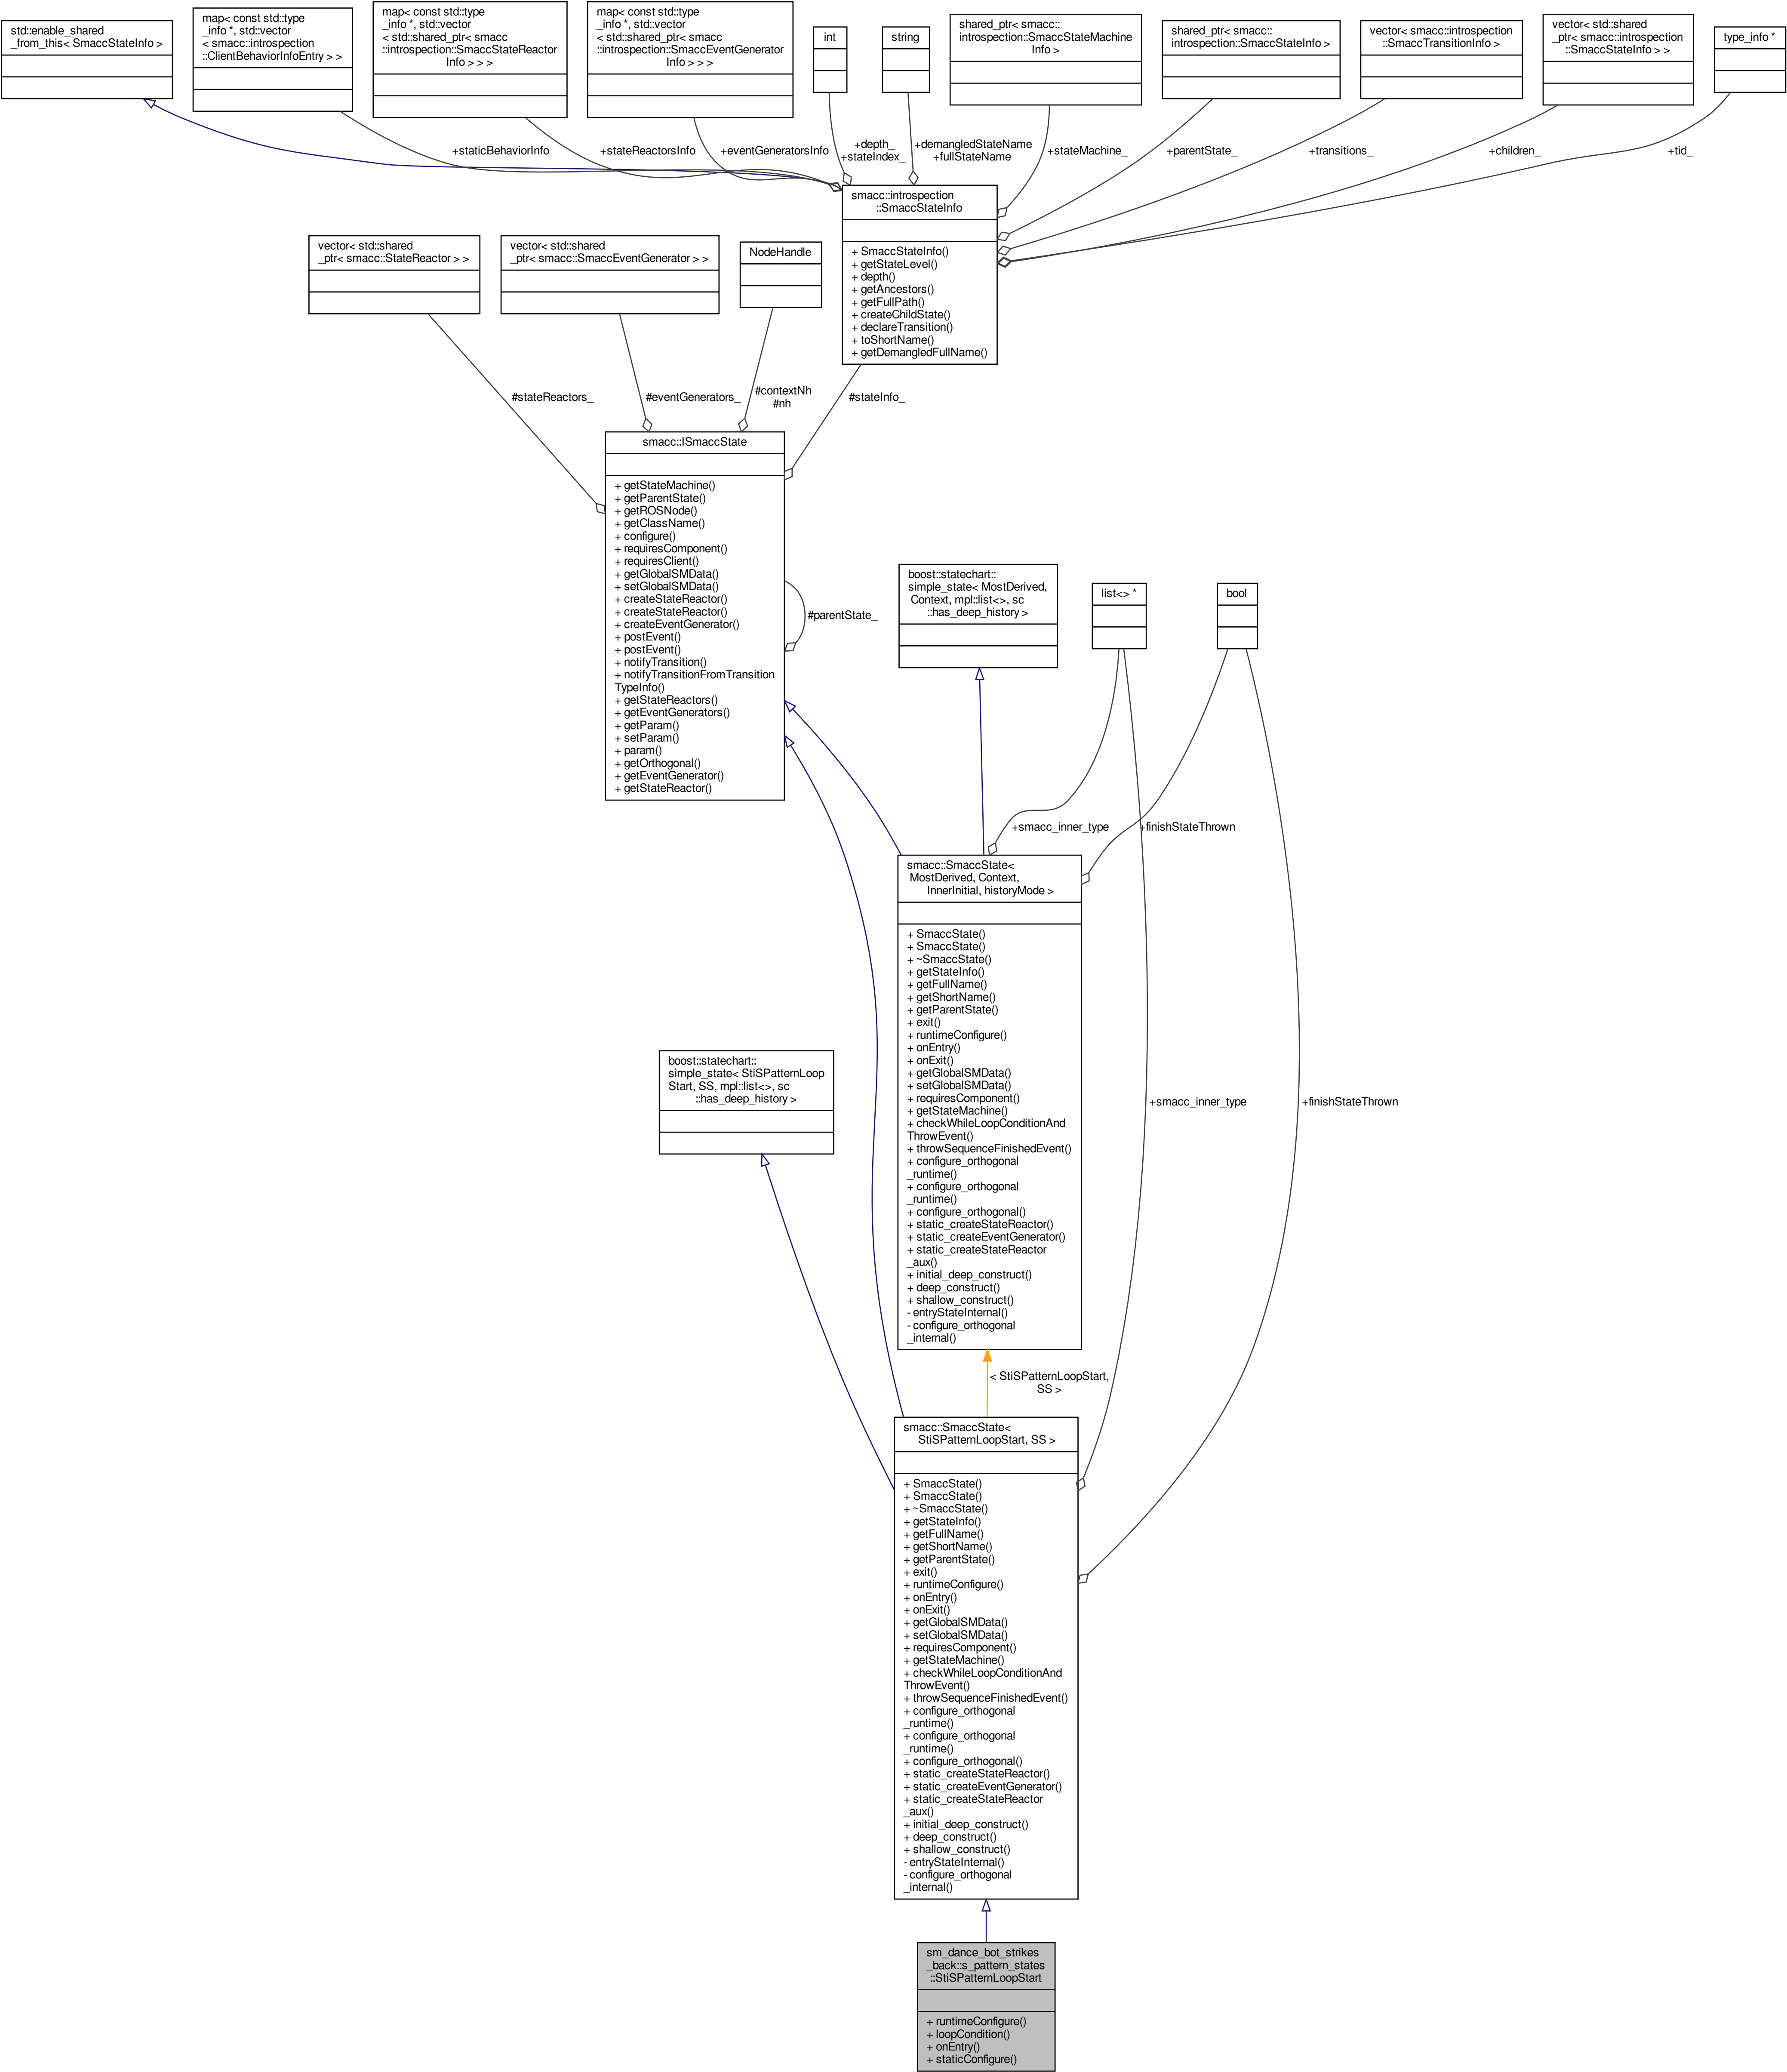 std::enable_shared
_from_this< SmaccStateInfo >
map< const std::type
_info *, std::vector
< smacc::introspection
::ClientBehaviorInfoEntry > >
map< const std::type
_info *, std::vector
< std::shared_ptr< smacc
::introspection::SmaccStateReactor
Info > > >
map< const std::type
_info *, std::vector
< std::shared_ptr< smacc
::introspection::SmaccEventGenerator
Info > > >
int
string
shared_ptr< smacc::
introspection::SmaccStateMachine
Info >
shared_ptr< smacc::
introspection::SmaccStateInfo >
vector< smacc::introspection
::SmaccTransitionInfo >
vector< std::shared
_ptr< smacc::introspection
::SmaccStateInfo > >
type_info *
+staticBehaviorInfo
+stateReactorsInfo
+eventGeneratorsInfo
+depth_
+stateIndex_
+demangledStateName
+fullStateName
+stateMachine_
+parentState_
+transitions_
+children_
+tid_
smacc::introspection
::SmaccStateInfo
+ SmaccStateInfo()
+ getStateLevel()
+ depth()
+ getAncestors()
+ getFullPath()
+ createChildState()
+ declareTransition()
+ toShortName()
+ getDemangledFullName()
vector< std::shared
_ptr< smacc::StateReactor > >
vector< std::shared
_ptr< smacc::SmaccEventGenerator > >
NodeHandle
#stateReactors_
#eventGenerators_
#contextNh
#nh
#stateInfo_
smacc::ISmaccState
+ getStateMachine()
+ getParentState()
+ getROSNode()
+ getClassName()
+ configure()
+ requiresComponent()
+ requiresClient()
+ getGlobalSMData()
+ setGlobalSMData()
+ createStateReactor()
+ createStateReactor()
+ createEventGenerator()
+ postEvent()
+ postEvent()
+ notifyTransition()
+ notifyTransitionFromTransition
TypeInfo()
+ getStateReactors()
+ getEventGenerators()
+ getParam()
+ setParam()
+ param()
+ getOrthogonal()
+ getEventGenerator()
+ getStateReactor()
#parentState_
boost::statechart::
simple_state< MostDerived,
Context, mpl::list<>, sc
::has_deep_history >
list<> *
bool
+smacc_inner_type
+finishStateThrown
smacc::SmaccState<
MostDerived, Context,
InnerInitial, historyMode >
+ SmaccState()
+ SmaccState()
+ ~SmaccState()
+ getStateInfo()
+ getFullName()
+ getShortName()
+ getParentState()
+ exit()
+ runtimeConfigure()
+ onEntry()
+ onExit()
+ getGlobalSMData()
+ setGlobalSMData()
+ requiresComponent()
+ getStateMachine()
+ checkWhileLoopConditionAnd
ThrowEvent()
+ throwSequenceFinishedEvent()
+ configure_orthogonal
_runtime()
+ configure_orthogonal
_runtime()
+ configure_orthogonal()
+ static_createStateReactor()
+ static_createEventGenerator()
+ static_createStateReactor
_aux()
+ initial_deep_construct()
+ deep_construct()
+ shallow_construct()
- entryStateInternal()
- configure_orthogonal
_internal()
boost::statechart::
simple_state< StiSPatternLoop
Start, SS, mpl::list<>, sc
::has_deep_history >
+smacc_inner_type
+finishStateThrown
< StiSPatternLoopStart,
SS >
smacc::SmaccState<
StiSPatternLoopStart, SS >
+ SmaccState()
+ SmaccState()
+ ~SmaccState()
+ getStateInfo()
+ getFullName()
+ getShortName()
+ getParentState()
+ exit()
+ runtimeConfigure()
+ onEntry()
+ onExit()
+ getGlobalSMData()
+ setGlobalSMData()
+ requiresComponent()
+ getStateMachine()
+ checkWhileLoopConditionAnd
ThrowEvent()
+ throwSequenceFinishedEvent()
+ configure_orthogonal
_runtime()
+ configure_orthogonal
_runtime()
+ configure_orthogonal()
+ static_createStateReactor()
+ static_createEventGenerator()
+ static_createStateReactor
_aux()
+ initial_deep_construct()
+ deep_construct()
+ shallow_construct()
- entryStateInternal()
- configure_orthogonal
_internal()
sm_dance_bot_strikes
_back::s_pattern_states
::StiSPatternLoopStart
+ runtimeConfigure()
+ loopCondition()
+ onEntry()
+ staticConfigure()